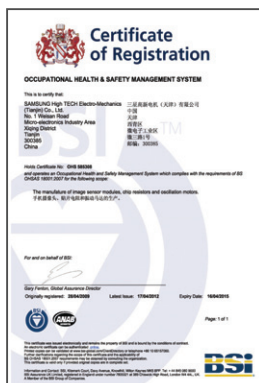 Certificate
of Registration
OCCUPATIONAL HEALTH & SAFETY MANAGEMENT SYSTEM
This is to certify that:
SAMSUNG High TECH Electro-Mechanics
(Tianjin) Co., Ltd.
No. 1 Weisan Road
Micro-electronics Industry Area
Xiqing District
Tianjin
300385
China
三星高新电机（天津）有限公司
中国
天津
西青区
微电子工业区
微三路1号
邮编：300385
Holds Certificate No: OHS 588369
and operates an Occupational Health and Safety Management System which complies with the requirements of BS
OHSAS 18001:2007 for the following scope:
The manufature of image sensor modules, chip resistors and oscillation motors.
手机摄像头、贴片电阻和振动马达的生产。
For and on behalf of BSI:
Gary Fenton, Global Assurance Director
Originally registered: 29/04/2009
Latest Issue: 17/04/2012
Expiry Date: 16/04/2015
Page: 1 of 1
ANAB
BSi